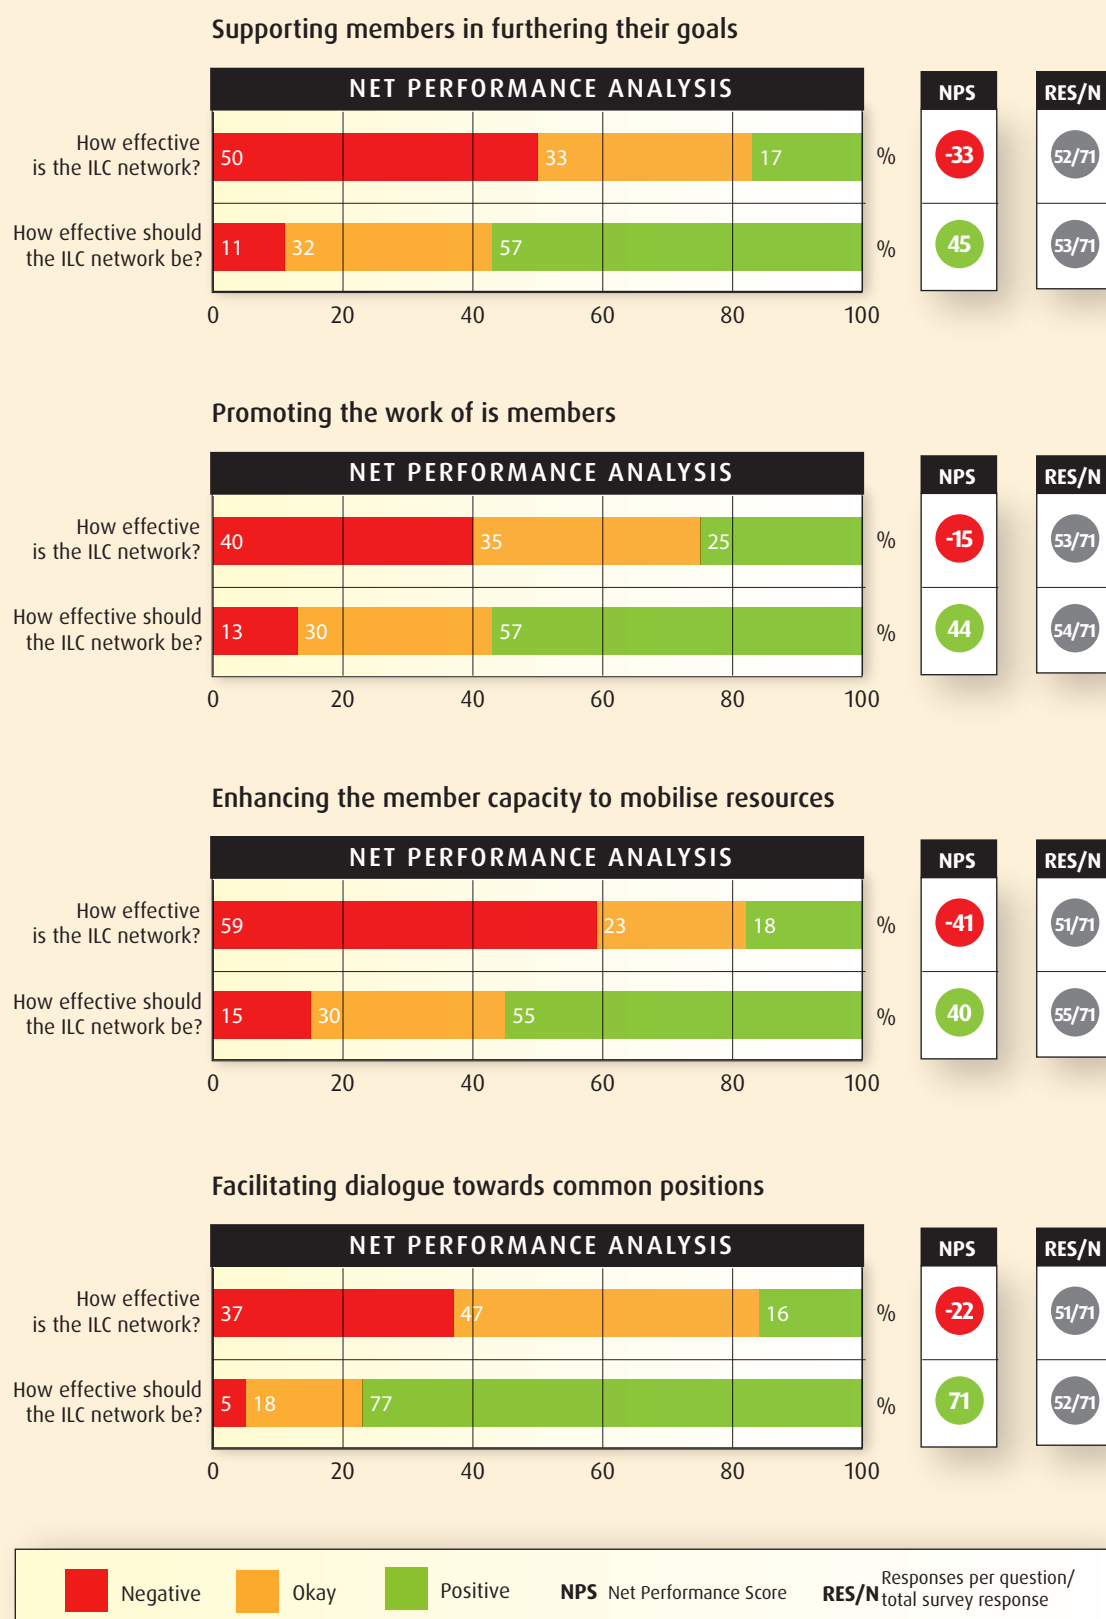 Supporting members in furthering their goals
NET PERFORMANCE ANALYSIS
NPS
RES/N
How effective
is the ILC network?
50 33 17 %
-33
52/71
How effective should
the ILC network be?
11 32 57 %
45
53/71
0 20 40 60 80 100
Promoting the work of is members
NET PERFORMANCE ANALYSIS
NPS
RES/N
How effective
is the ILC network?
40 35 25 %
-15
53/71
How effective should
the ILC network be?
13 30 57 %
44
54/71
0 20 40 60 80 100
Enhancing the member capacity to mobilise resources
NET PERFORMANCE ANALYSIS
NPS
RES/N
How effective
is the ILC network?
59 23 18 %
-41
51/71
How effective should
the ILC network be?
15 30 55 %
40
55/71
0 20 40 60 80 100
Facilitating dialogue towards common positions
NET PERFORMANCE ANALYSIS
NPS
RES/N
How effective
is the ILC network?
37 47 16 %
-22
51/71
How effective should
the ILC network be?
5 18 77 %
71
52/71
0 20 40 60 80 100
Negative
Okay
Positive
NPS Net Performance Score
RES/N Responses per question/
total survey response